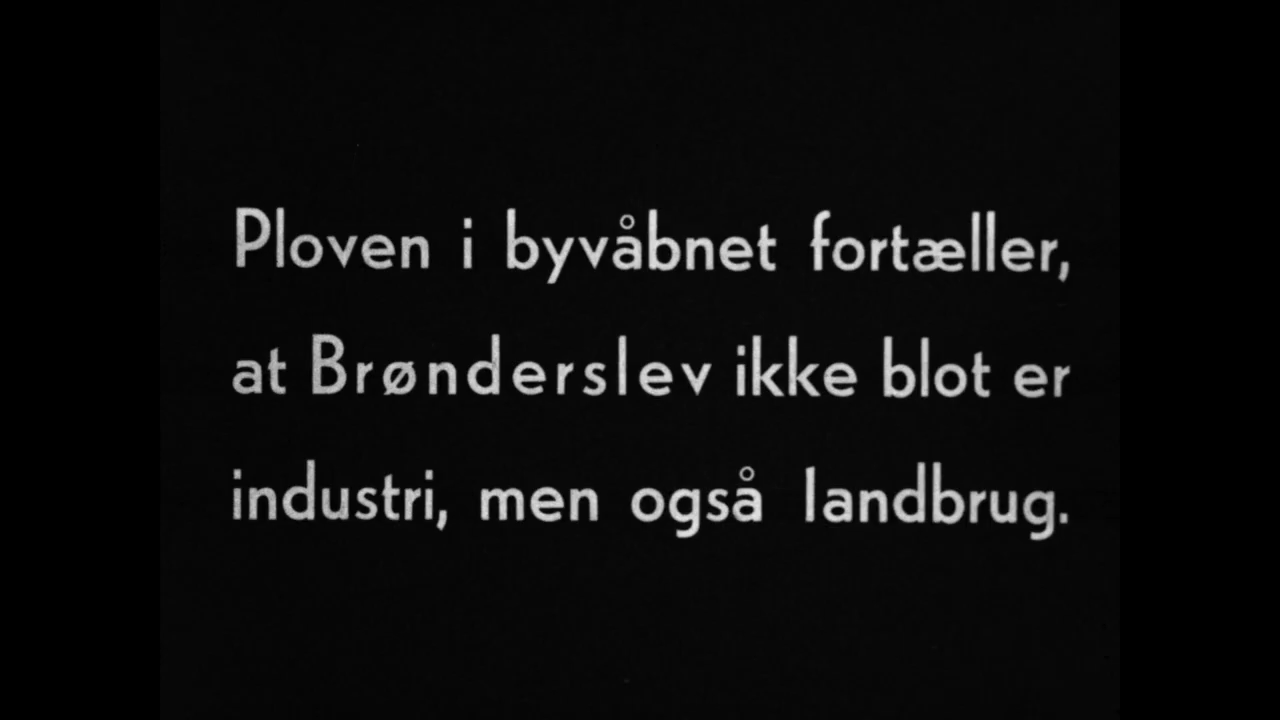 Ploven i byvåbnet fortæller,
at Brønderslev ikke blot er
industri, men også landbrug.